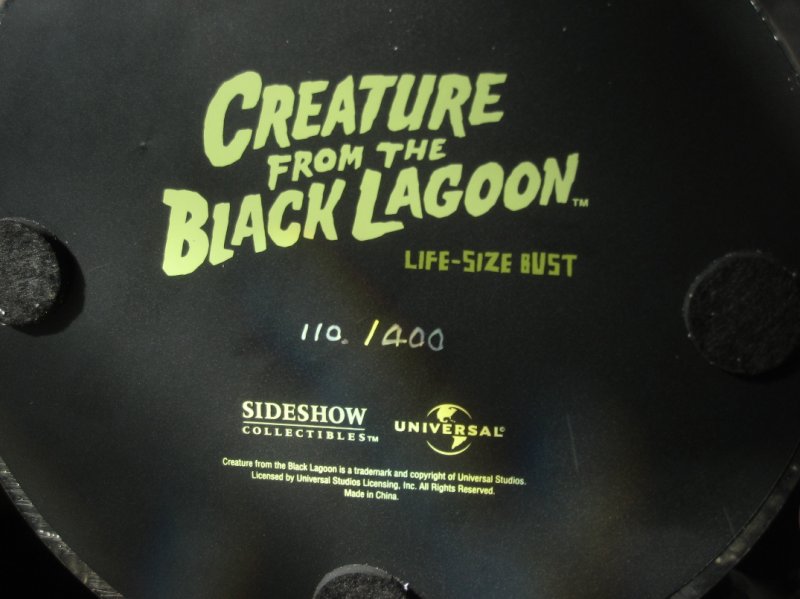 CREATURE
FROM THE
BLACK LAGOON™
LIFE-SIZE BUST
110. /400
SIDESHOW
COLLECTIBLES™
UNIVERSAL®
Creature from the Black Lagoon is a trademark and copyright of Universal Studios.
Licensed by Universal Studios Licensing, Inc. All Rights Reserved.
Made in China.